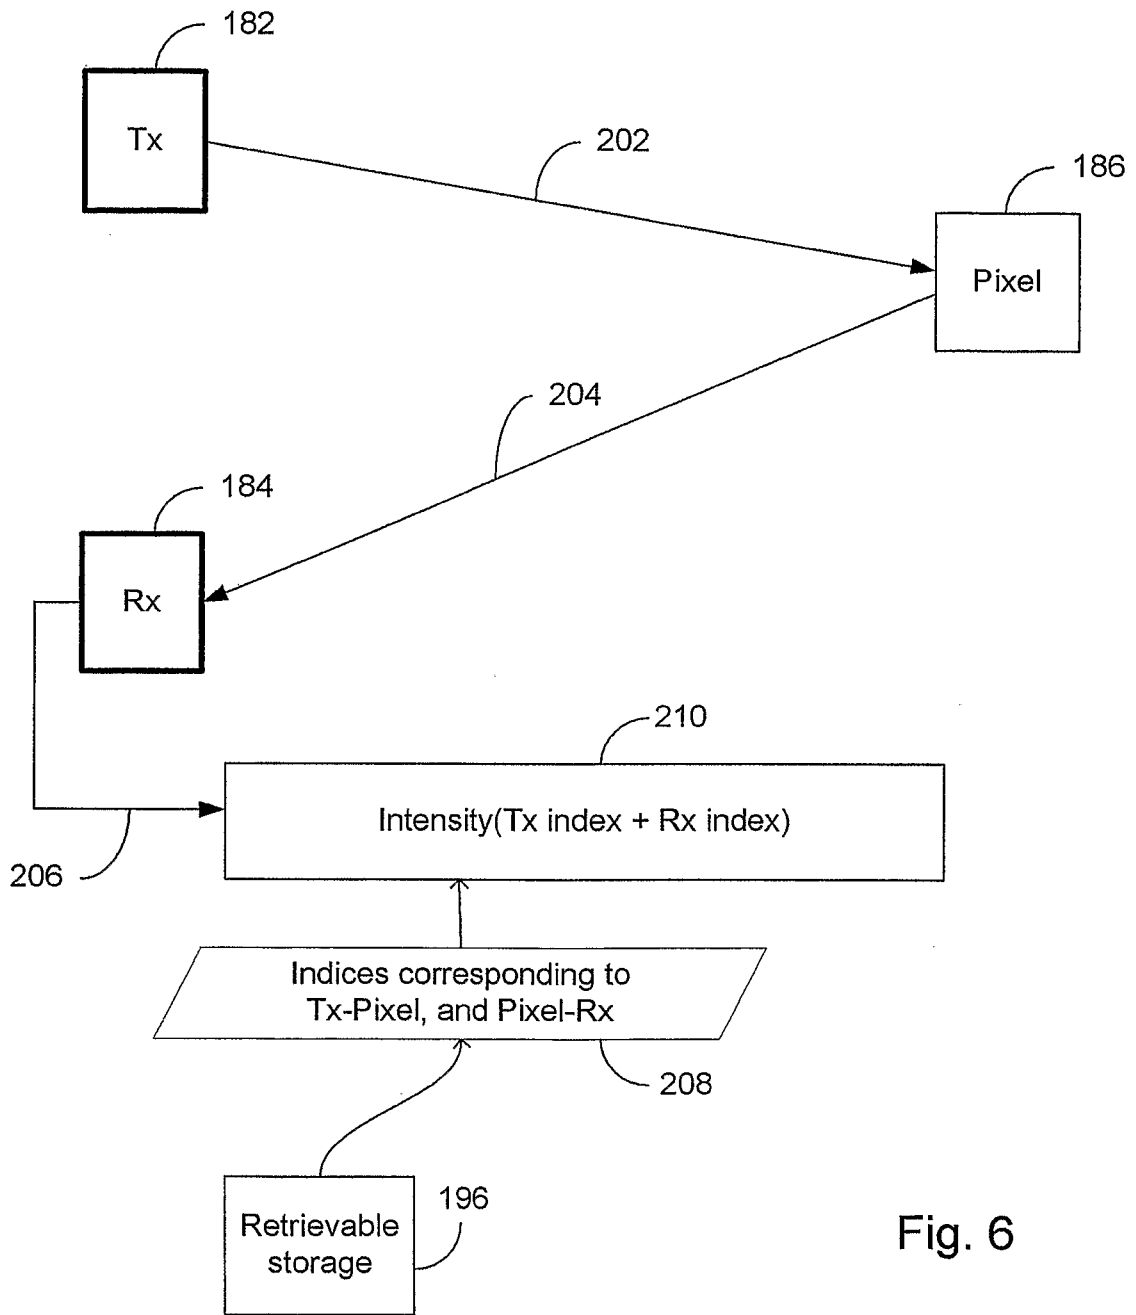 182
Tx
202
186
Pixel
204
184
Rx
210
Intensity(Tx index + Rx index)
206
Indices corresponding to
Tx-Pixel, and Pixel-Rx
208
196
Retrievable
storage
Fig. 6